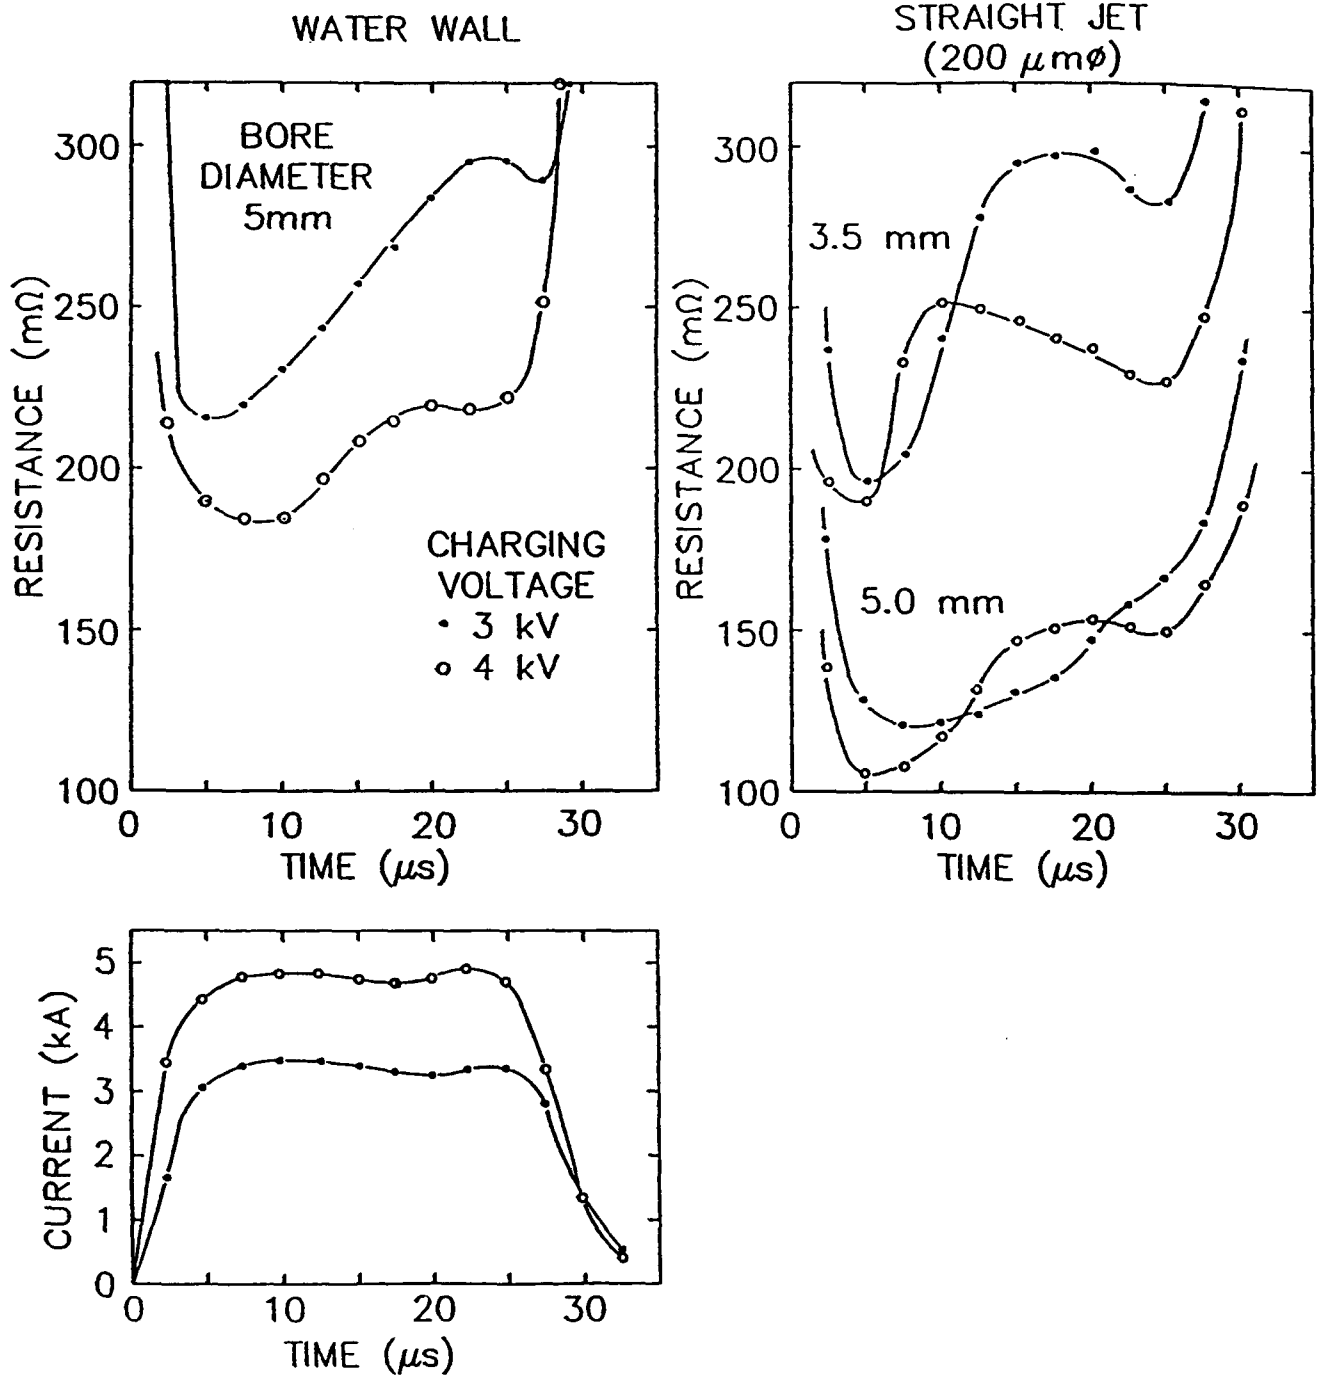 WATER WALL
BORE
DIAMETER
5mm
CHARGING
VOLTAGE
• 3 kV
o 4 kV
RESISTANCE (mΩ)
300
250
200
150
100
0 10 20 30
TIME (μs)
STRAIGHT JET
(200 μmφ)
3.5 mm
5.0 mm
RESISTANCE (mΩ)
300
250
200
150
100
0 10 20 30
TIME (μs)
CURRENT (kA)
5
4
3
2
1
0
0 10 20 30
TIME (μs)